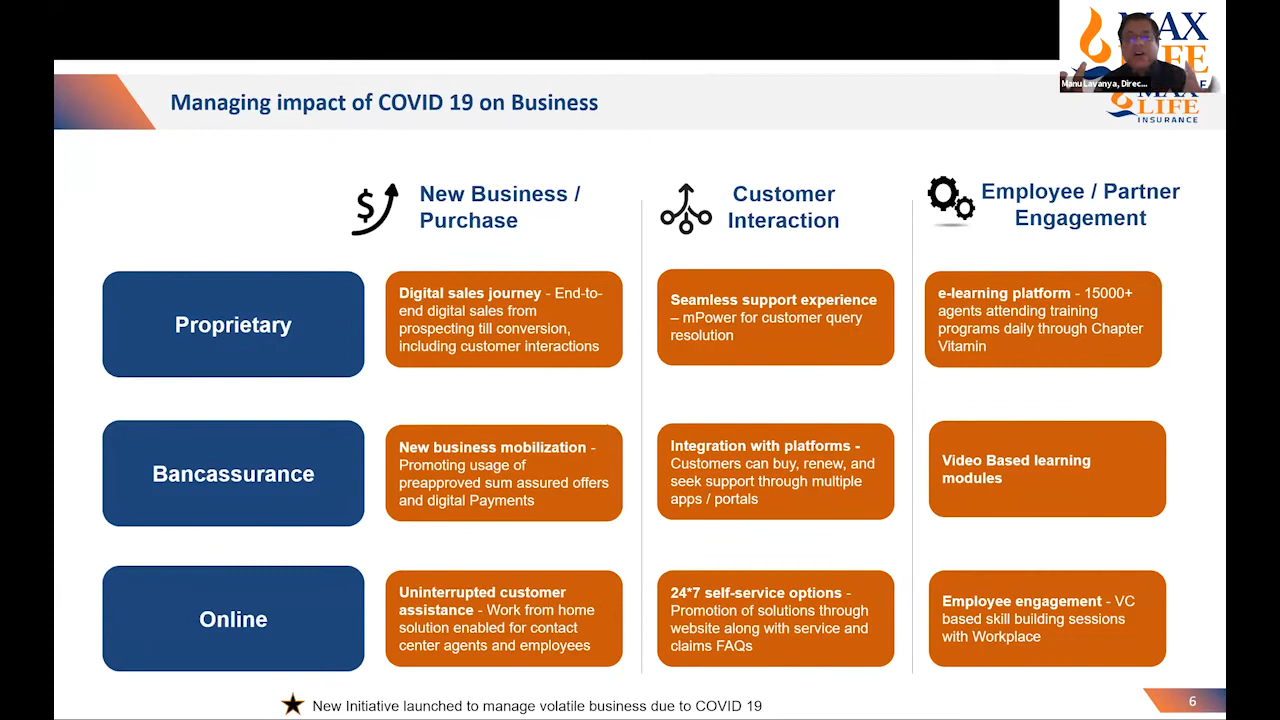 MAX
LIFE
Manu Lavanya, Direc...
MAX
LIFE
INSURANCE
Managing impact of COVID 19 on Business
New Business /
Purchase
Customer
Interaction
Employee / Partner
Engagement
Proprietary
Digital sales journey - End-to-
end digital sales from
prospecting till conversion,
including customer interactions
Seamless support experience
– mPower for customer query
resolution
e-learning platform - 15000+
agents attending training
programs daily through Chapter
Vitamin
Bancassurance
New business mobilization -
Promoting usage of
preapproved sum assured offers
and digital Payments
Integration with platforms -
Customers can buy, renew, and
seek support through multiple
apps / portals
Video Based learning
modules
Online
Uninterrupted customer
assistance - Work from home
solution enabled for contact
center agents and employees
24*7 self-service options -
Promotion of solutions through
website along with service and
claims FAQs
Employee engagement - VC
based skill building sessions
with Workplace
New Initiative launched to manage volatile business due to COVID 19
6